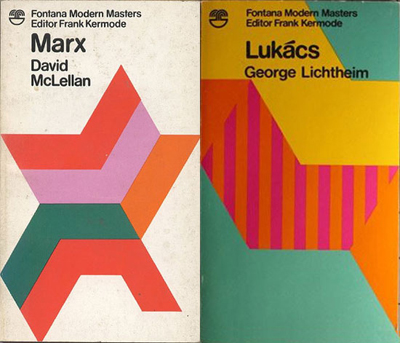 Fontana Modern Masters
Editor Frank Kermode
Marx
David
McLellan
Fontana Modern Masters
Editor Frank Kermode
Lukács
George Lichtheim